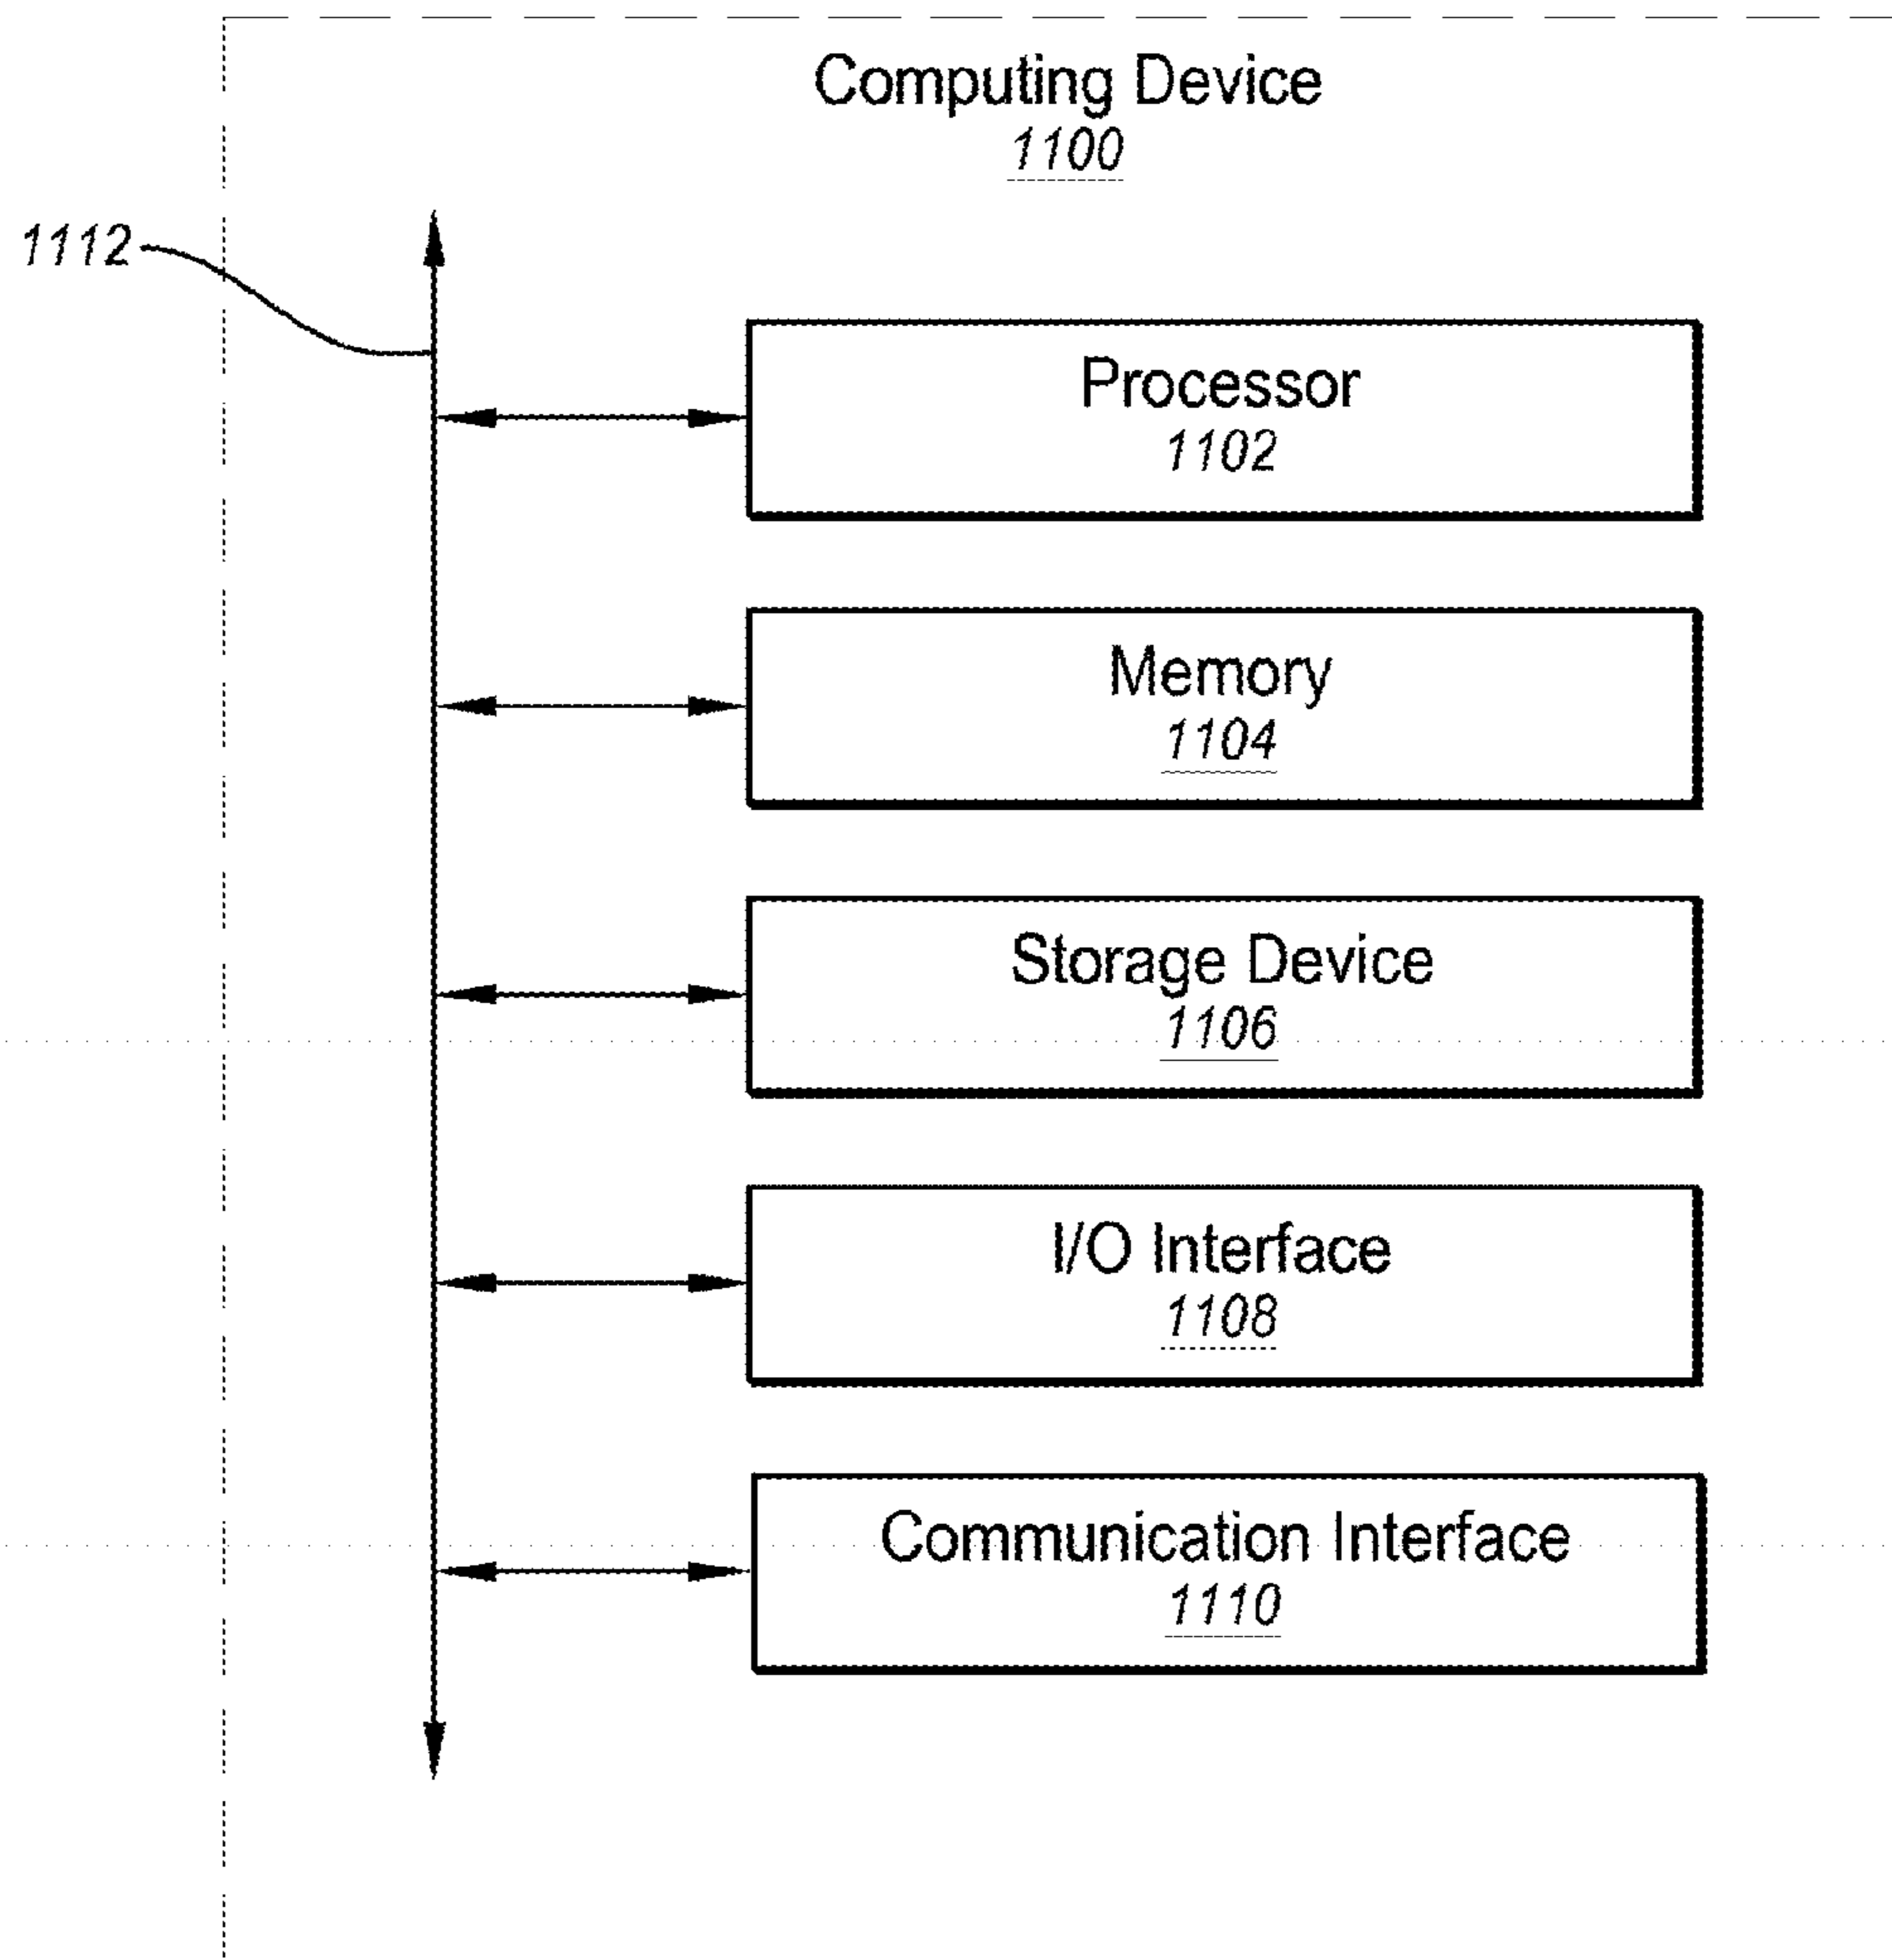 Computing Device
1100
1112
Processor
1102
Memory
1104
Storage Device
1106
I/O Interface
1108
Communication Interface
1110